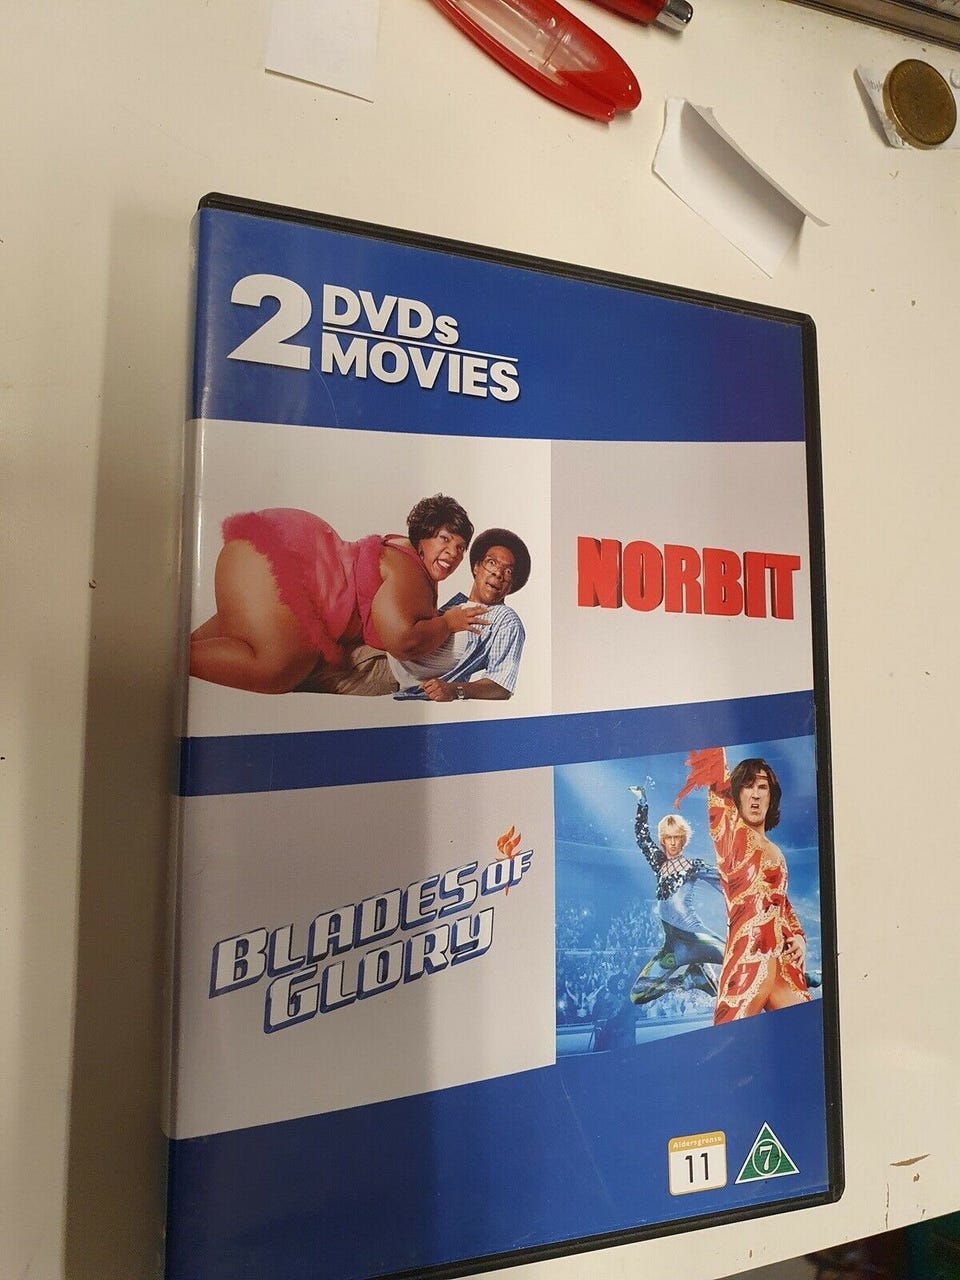 2 DVDs
MOVIES
NORBIT
BLADES OF
GLORY
Aldersgrense
11
7